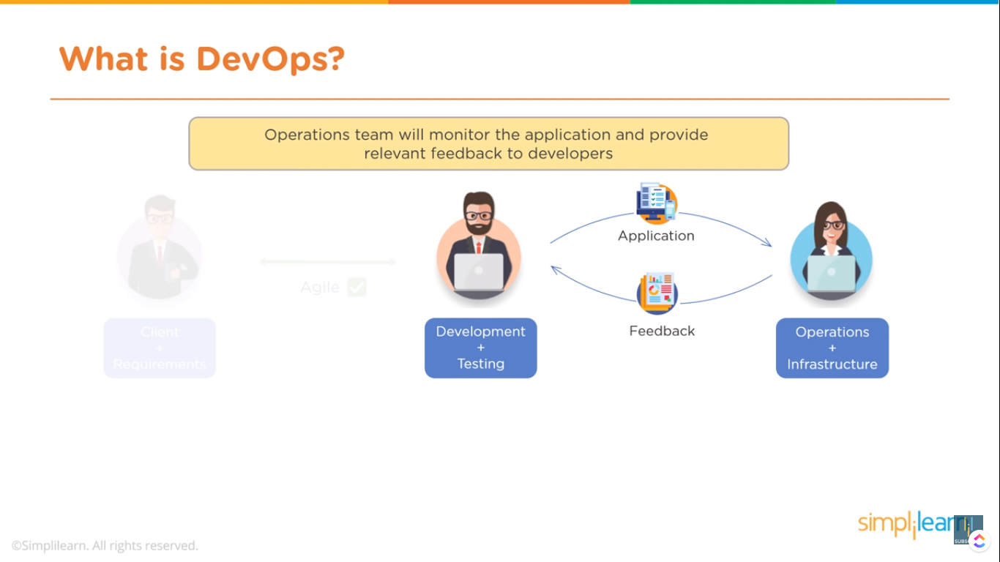 What is DevOps?
Operations team will monitor the application and provide
relevant feedback to developers
Application
Agile
Feedback
Client
+
Requirements
Development
+
Testing
Operations
+
Infrastructure
simplilearn
©Simplilearn. All rights reserved.